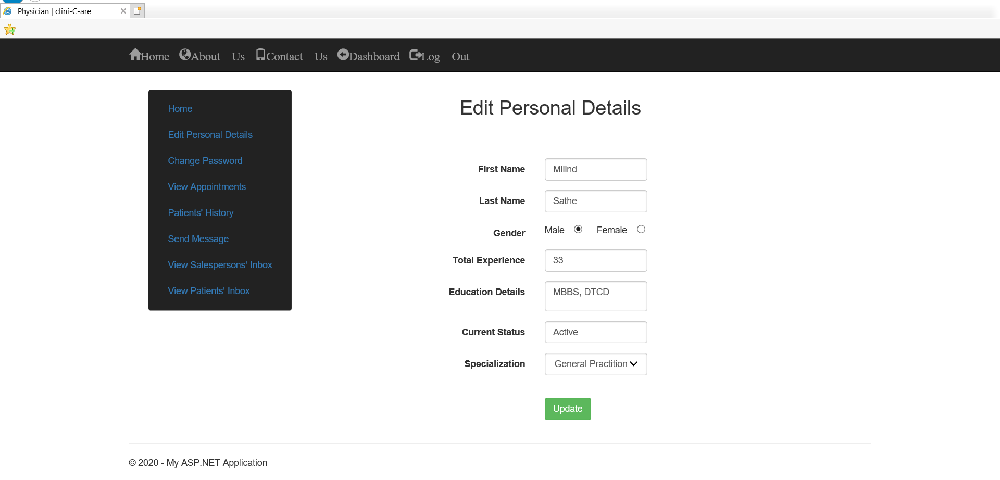 Physician | clini-C-are
Home About Us Contact Us Dashboard Log Out
Home
Edit Personal Details
Change Password
View Appointments
Patients' History
Send Message
View Salespersons' Inbox
View Patients' Inbox
Edit Personal Details
First Name Milind
Last Name Sathe
Gender Male Female
Total Experience 33
Education Details MBBS, DTCD
Current Status Active
Specialization General Practition
Update
© 2020 - My ASP.NET Application